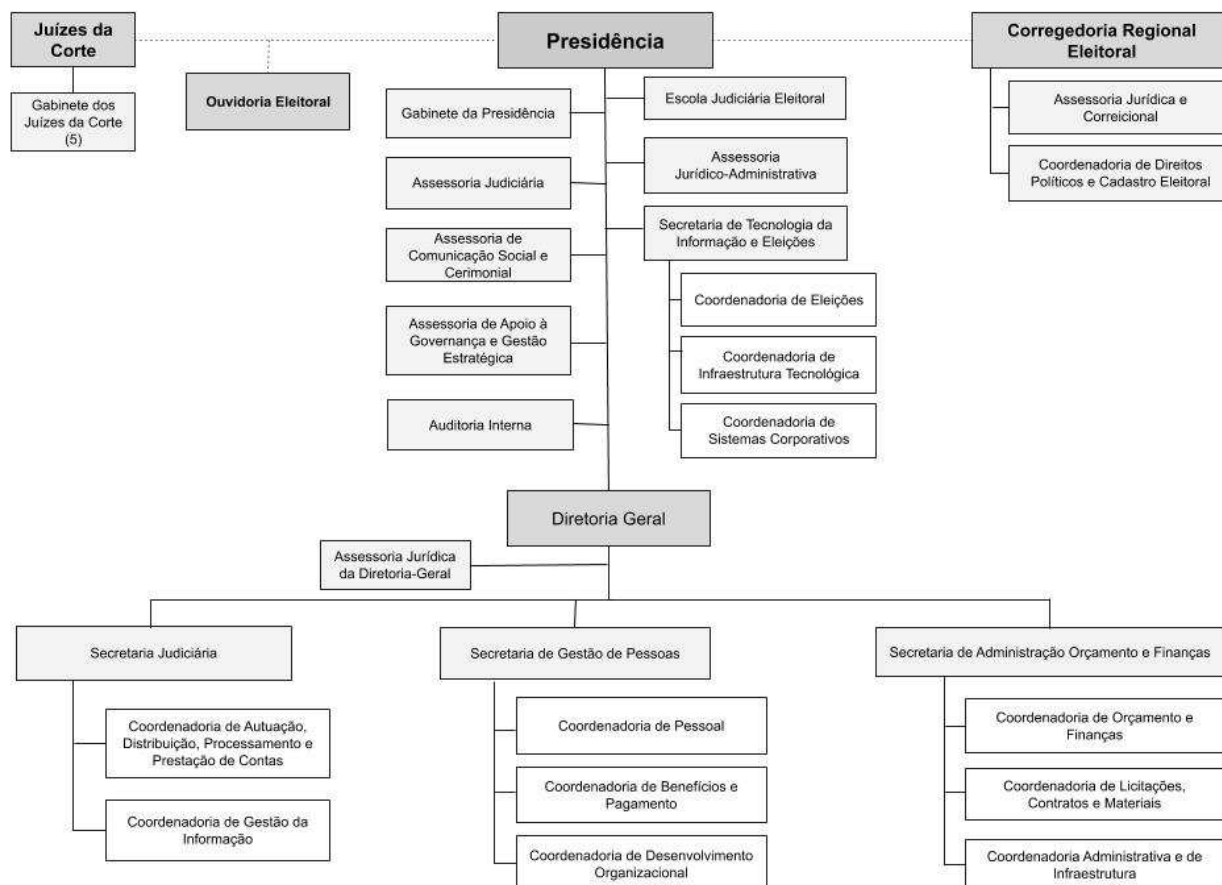 Juízes da
Corte
Presidência
Corregedoria Regional
Eleitoral
Ouvidoria Eleitoral
Gabinete dos
Juízes da Corte
(5)
Gabinete da Presidência
Escola Judiciária Eleitoral
Assessoria Jurídica e
Correicional
Assessoria Judiciária
Assessoria
Jurídico-Administrativa
Coordenadoria de Direitos
Políticos e Cadastro Eleitoral
Assessoria de
Comunicação Social e
Cerimonial
Secretaria de Tecnologia da
Informação e Eleições
Coordenadoria de Eleições
Assessoria de Apoio à
Governança e Gestão
Estratégica
Coordenadoria de
Infraestrutura Tecnológica
Auditoria Interna
Coordenadoria de
Sistemas Corporativos
Diretoria Geral
Assessoria Jurídica
da Diretoria-Geral
Secretaria Judiciária
Secretaria de Gestão de Pessoas
Secretaria de Administração Orçamento e Finanças
Coordenadoria de Autuação,
Distribuição, Processamento e
Prestação de Contas
Coordenadoria de Pessoal
Coordenadoria de Orçamento e
Finanças
Coordenadoria de Gestão da
Informação
Coordenadoria de Benefícios e
Pagamento
Coordenadoria de Licitações,
Contratos e Materiais
Coordenadoria de Desenvolvimento
Organizacional
Coordenadoria Administrativa e de
Infraestrutura